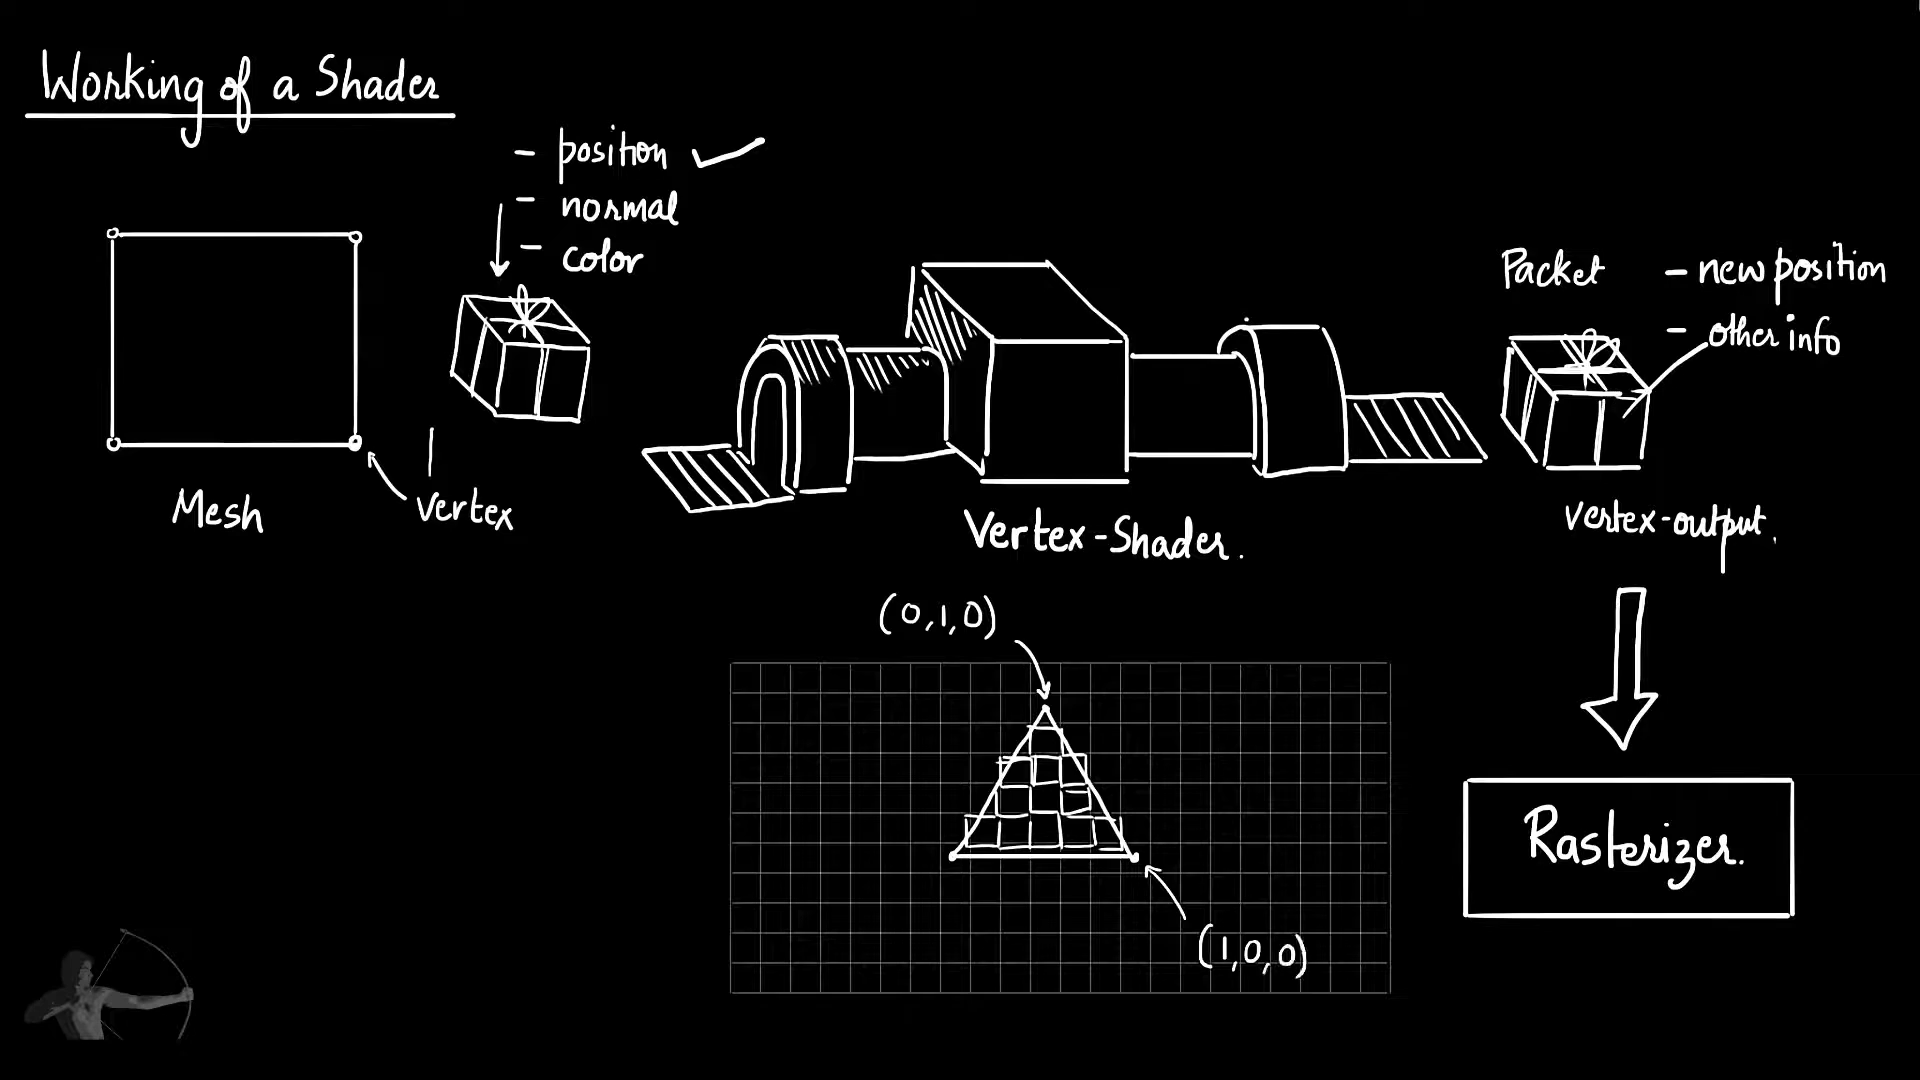 Working of a Shader
- position ✓
- normal
- color
Mesh
vertex
Vertex-Shader.
Packet
- new position
- other info
vertex-output.
(0,1,0)
(1,0,0)
Rasterizer.